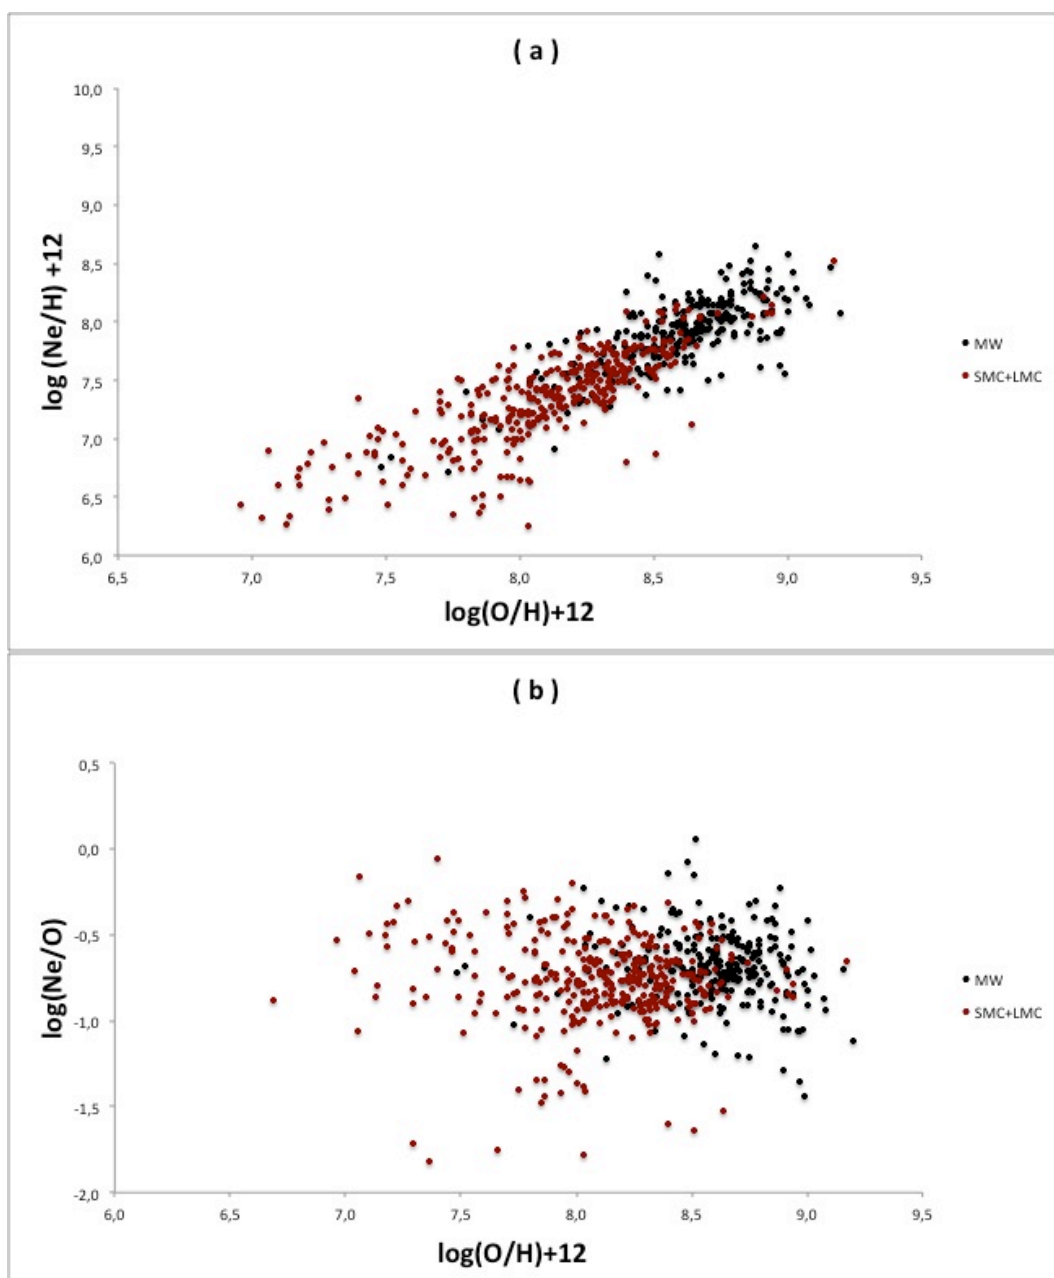 ( a )
10,0
9,5
9,0
8,5
8,0
7,5
7,0
6,5
6,0
log (Ne/H) +12
6,5 7,0 7,5 8,0 8,5 9,0 9,5
log(O/H)+12
MW
SMC+LMC
( b )
0,5
0,0
-0,5
-1,0
-1,5
-2,0
log(Ne/O)
6,0 6,5 7,0 7,5 8,0 8,5 9,0 9,5
log(O/H)+12
MW
SMC+LMC